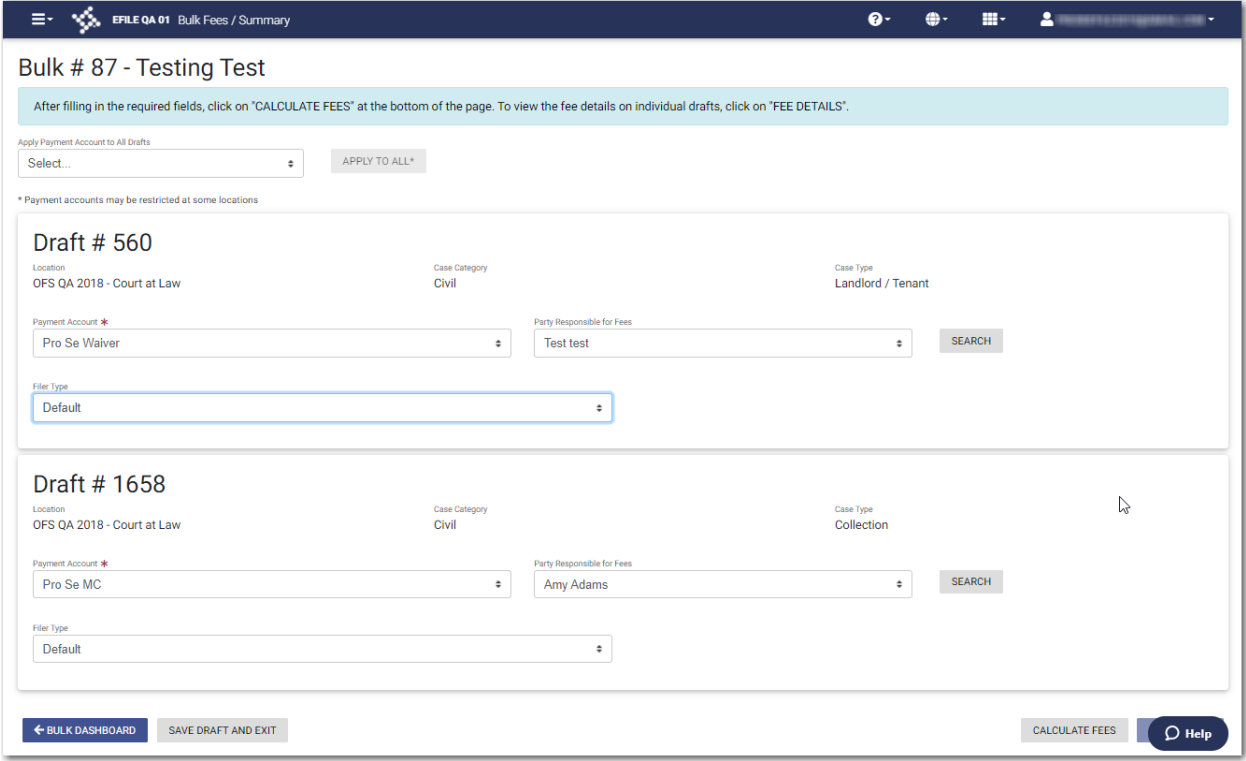 EFILE QA 01 Bulk Fees / Summary
Bulk # 87 - Testing Test
After filling in the required fields, click on "CALCULATE FEES" at the bottom of the page. To view the fee details on individual drafts, click on "FEE DETAILS".
Apply Payment Account to All Drafts
Select... APPLY TO ALL*
* Payment accounts may be restricted at some locations
Draft # 560
Location Case Category Case Type
OFS QA 2018 - Court at Law Civil Landlord / Tenant
Payment Account * Party Responsible for Fees
Pro Se Waiver Test test SEARCH
Filer Type
Default
Draft # 1658
Location Case Category Case Type
OFS QA 2018 - Court at Law Civil Collection
Payment Account * Party Responsible for Fees
Pro Se MC Amy Adams SEARCH
Filer Type
Default
BULK DASHBOARD SAVE DRAFT AND EXIT CALCULATE FEES Help